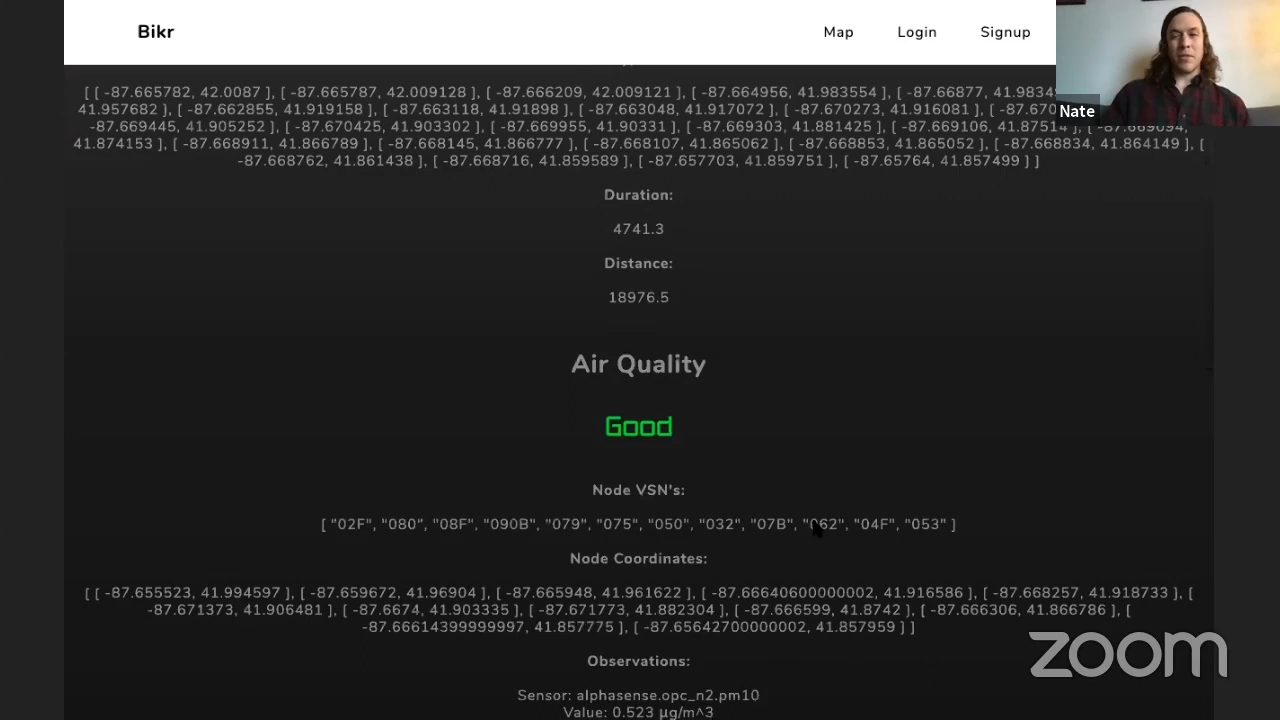 Bikr
Map
Login
Signup
Nate
[ [ -87.665782, 42.0087 ], [ -87.665787, 42.009128 ], [ -87.666209, 42.009121 ], [ -87.664956, 41.983554 ], [ -87.66877,
41.957682 ], [ -87.662855, 41.919158 ], [ -87.663118, 41.91898 ], [ -87.663048, 41.917072 ], [ -87.670273, 41.916081 ], [
-87.669445, 41.905252 ], [ -87.670425, 41.903302 ], [ -87.669955, 41.90331 ], [ -87.669303, 41.881425 ], [ -87.669106, 41.87514 ], [ -87.669094,
41.874153 ], [ -87.668911, 41.866789 ], [ -87.668145, 41.866777 ], [ -87.668107, 41.865062 ], [ -87.668853, 41.865052 ], [ -87.668834, 41.864149 ], [
-87.668762, 41.861438 ], [ -87.668716, 41.859589 ], [ -87.657703, 41.859751 ], [ -87.65764, 41.857499 ] ]
Duration:
4741.3
Distance:
18976.5
Air Quality
Good
Node VSN's:
[ "02F", "080", "08F", "090B", "079", "075", "050", "032", "07B", "062", "04F", "053" ]
Node Coordinates:
[ [ -87.655523, 41.994597 ], [ -87.659672, 41.96904 ], [ -87.665948, 41.961622 ], [ -87.66640600000002, 41.916586 ], [ -87.668257, 41.918733 ], [
-87.671373, 41.906481 ], [ -87.6674, 41.903335 ], [ -87.671773, 41.882304 ], [ -87.666599, 41.8742 ], [ -87.666306, 41.866786 ], [
-87.66614399999997, 41.857775 ], [ -87.65642700000002, 41.857959 ] ]
Observations:
Sensor: alphasense.opc_n2.pm10
Value: 0.523 µg/m^3
zoom